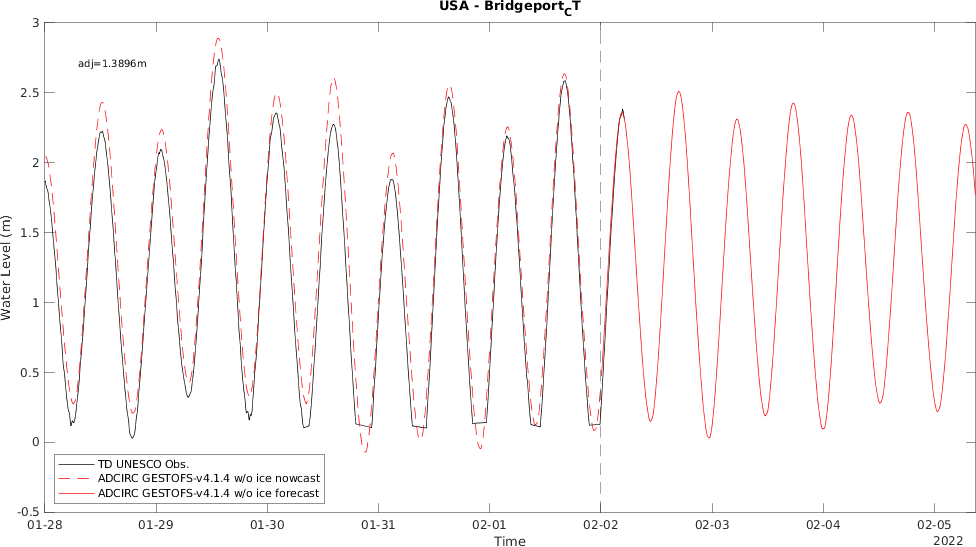 USA - Bridgeport_CT
adj=1.3896m
3
2.5
2
1.5
1
0.5
0
-0.5
Water Level (m)
TD UNESCO Obs.
ADCIRC GESTOFS-v4.1.4 w/o ice nowcast
ADCIRC GESTOFS-v4.1.4 w/o ice forecast
01-28 01-29 01-30 01-31 02-01 02-02 02-03 02-04 02-05
Time
2022